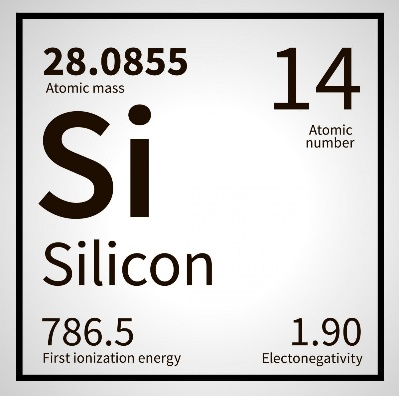 28.0855
Atomic mass
14
Atomic
number
Si
Silicon
786.5
First ionization energy
1.90
Electonegativity